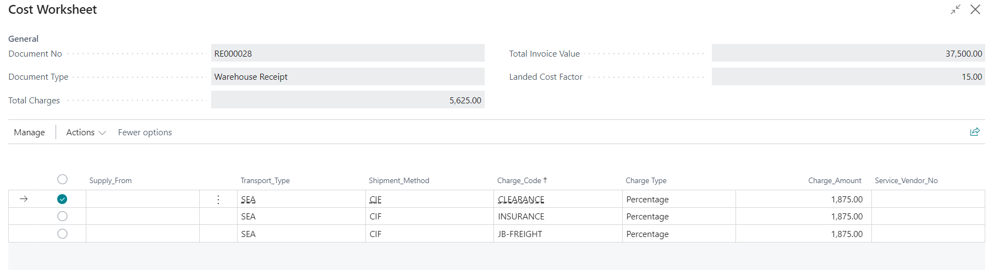 Cost Worksheet
General
Document No RE000028 Total Invoice Value 37,500.00
Document Type Warehouse Receipt Landed Cost Factor 15.00
Total Charges 5,625.00
Manage Actions Fewer options
Supply_From Transport_Type Shipment_Method Charge_Code Charge Type Charge_Amount Service_Vendor_No
SEA CIF CLEARANCE Percentage 1,875.00
SEA CIF INSURANCE Percentage 1,875.00
SEA CIF JB-FREIGHT Percentage 1,875.00